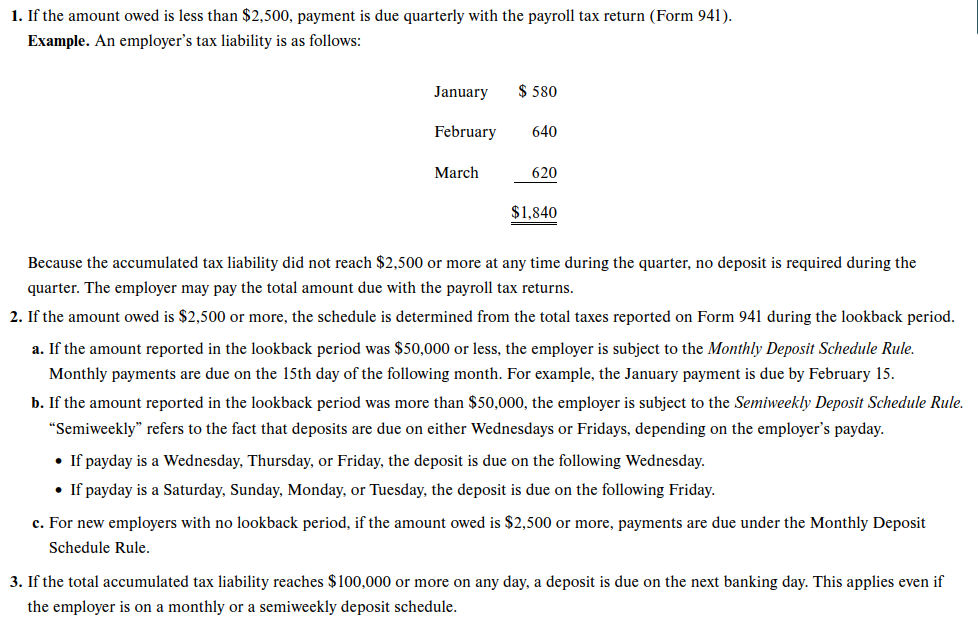 1. If the amount owed is less than $2,500, payment is due quarterly with the payroll tax return (Form 941).
Example. An employer’s tax liability is as follows:
January $ 580
February 640
March 620
$1,840
Because the accumulated tax liability did not reach $2,500 or more at any time during the quarter, no deposit is required during the
quarter. The employer may pay the total amount due with the payroll tax returns.
2. If the amount owed is $2,500 or more, the schedule is determined from the total taxes reported on Form 941 during the lookback period.
a. If the amount reported in the lookback period was $50,000 or less, the employer is subject to the Monthly Deposit Schedule Rule.
Monthly payments are due on the 15th day of the following month. For example, the January payment is due by February 15.
b. If the amount reported in the lookback period was more than $50,000, the employer is subject to the Semiweekly Deposit Schedule Rule.
“Semiweekly” refers to the fact that deposits are due on either Wednesdays or Fridays, depending on the employer’s payday.
• If payday is a Wednesday, Thursday, or Friday, the deposit is due on the following Wednesday.
• If payday is a Saturday, Sunday, Monday, or Tuesday, the deposit is due on the following Friday.
c. For new employers with no lookback period, if the amount owed is $2,500 or more, payments are due under the Monthly Deposit
Schedule Rule.
3. If the total accumulated tax liability reaches $100,000 or more on any day, a deposit is due on the next banking day. This applies even if
the employer is on a monthly or a semiweekly deposit schedule.